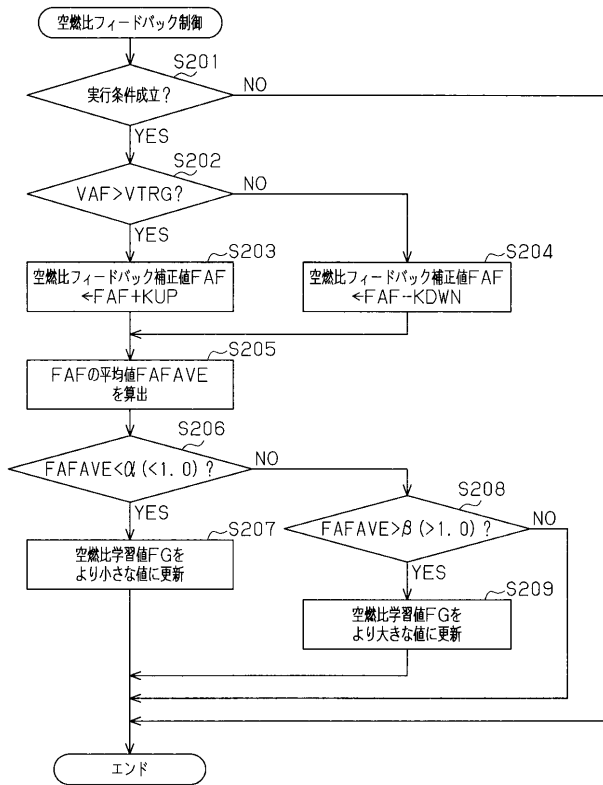 空燃比フィードバック制御
S201
実行条件成立?
NO
YES
S202
VAF>VTRG?
NO
YES
S203
空燃比フィードバック補正値FAF
←FAF+KUP
S204
空燃比フィードバック補正値FAF
←FAF-KDWN
S205
FAFの平均値FAFAVE
を算出
S206
FAFAVE<α(<1.0)?
NO
YES
S207
空燃比学習値FGを
より小さな値に更新
S208
FAFAVE>β(>1.0)?
NO
YES
S209
空燃比学習値FGを
より大きな値に更新
エンド